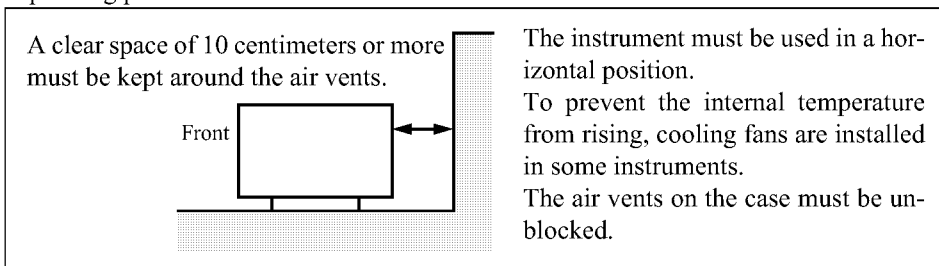 A clear space of 10 centimeters or more
must be kept around the air vents.
Front
The instrument must be used in a hor-
izontal position.
To prevent the internal temperature
from rising, cooling fans are installed
in some instruments.
The air vents on the case must be un-
blocked.